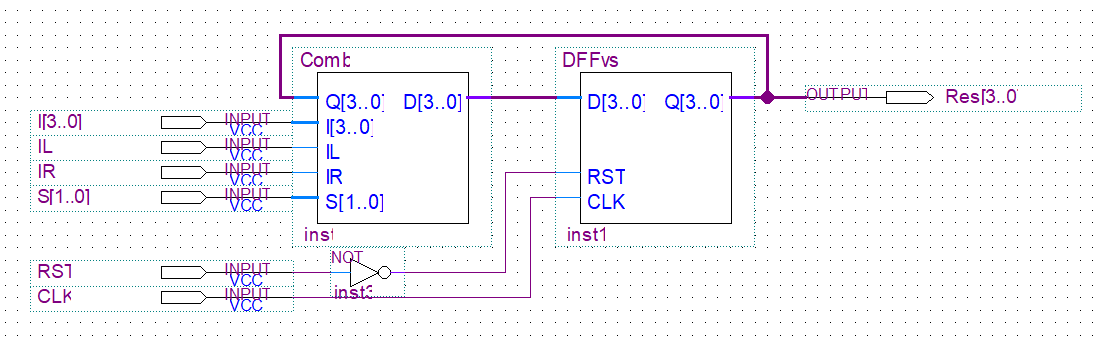 Comb
DFFvs
Q[3..0] D[3..0]
D[3..0] Q[3..0]
OUTPUT Res[3..0
I[3..0] INPUT
VCC
I[3..0]
IL INPUT
VCC
IL
IR INPUT
VCC
IR
RST
S[1..0] INPUT
VCC
S[1..0]
CLK
inst
inst1
NOT
RST INPUT
VCC
CLK INPUT
VCC
inst3